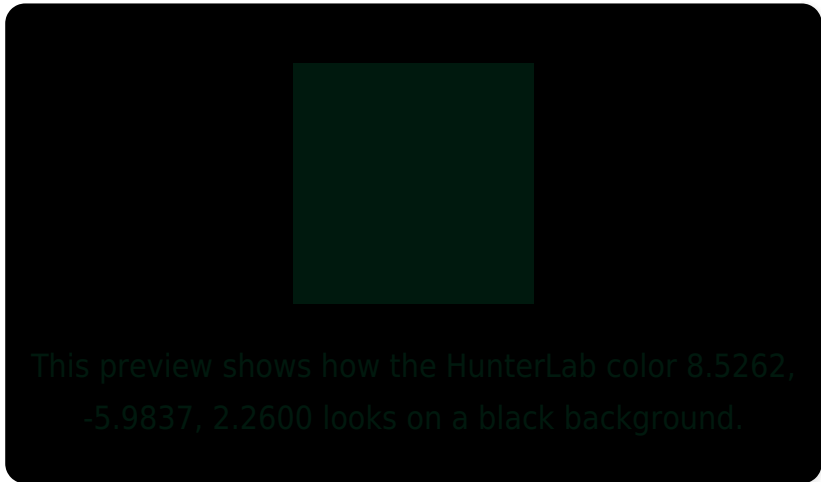 This preview shows how the HunterLab color 8.5262,
-5.9837, 2.2600 looks on a black background.